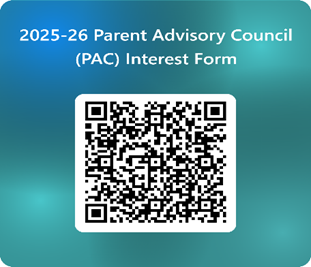 2025-26 Parent Advisory Council
(PAC) Interest Form